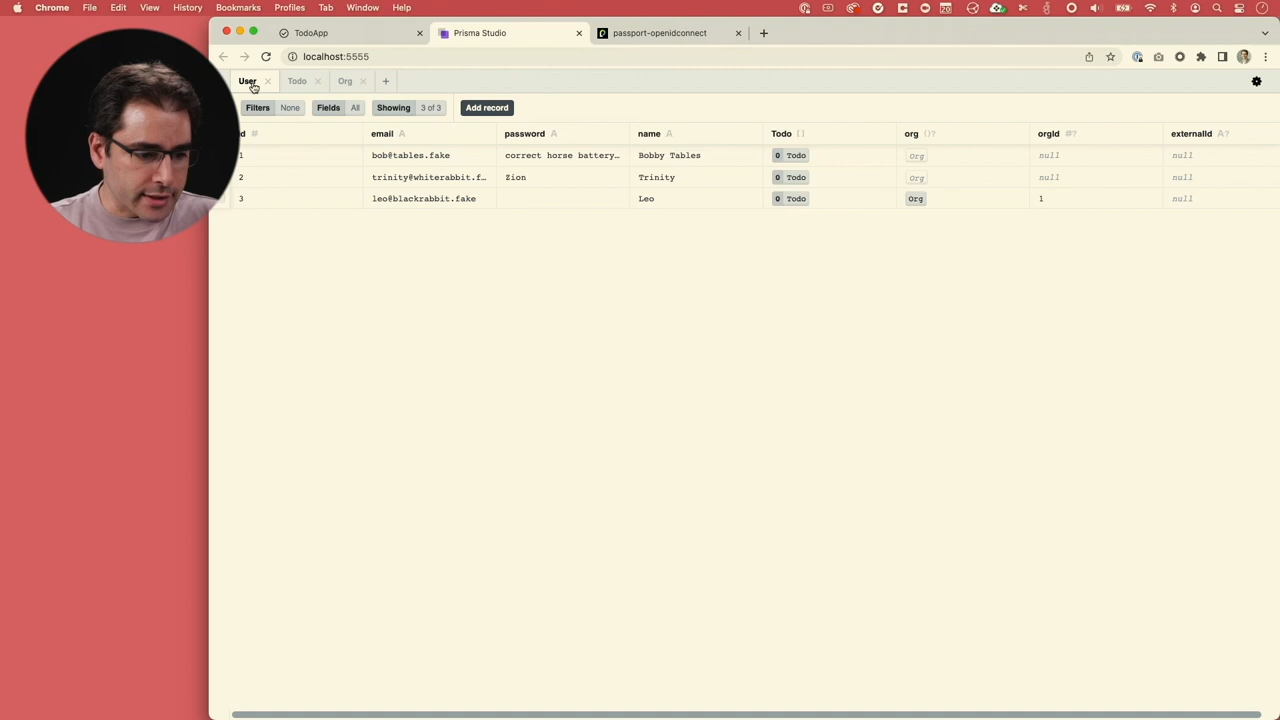 Chrome File Edit View History Bookmarks Profiles Tab Window Help
TodoApp Prisma Studio passport-openidconnect
localhost:5555
User Todo Org
Filters None Fields All Showing 3 of 3 Add record
id # email A password A name A Todo [] org {}? orgId #? externalId A?
1 bob@tables.fake correct horse battery… Bobby Tables 0 Todo Org null null
2 trinity@whiterabbit.f… Zion Trinity 0 Todo Org null null
3 leo@blackrabbit.fake Leo 0 Todo Org 1 null